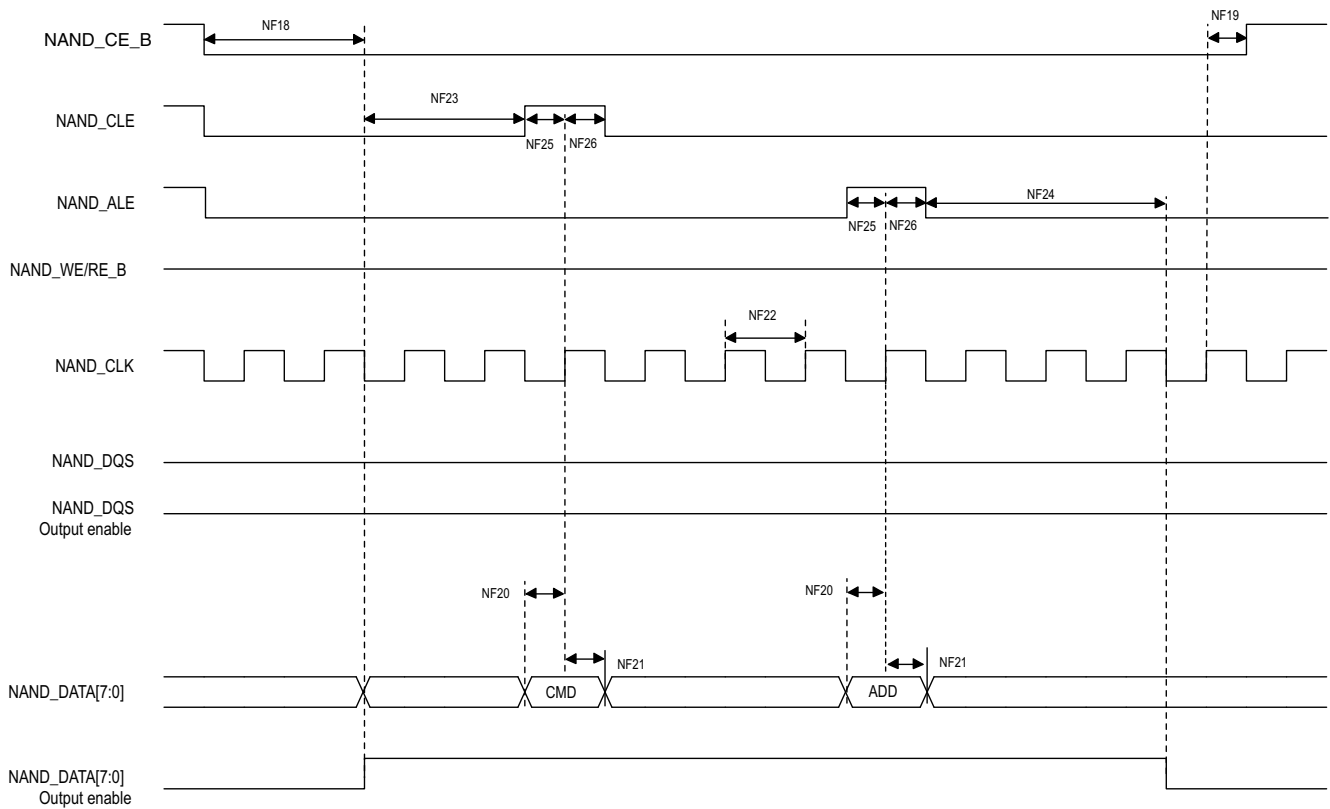 NF18
NF19
NAND_CE_B
NF23
NAND_CLE
NF25 NF26
NAND_ALE
NF24
NF25 NF26
NAND_WE/RE_B
NF22
NAND_CLK
NAND_DQS
NAND_DQS
Output enable
NF20
NF20
NF21
NF21
NAND_DATA[7:0]
CMD
ADD
NAND_DATA[7:0]
Output enable